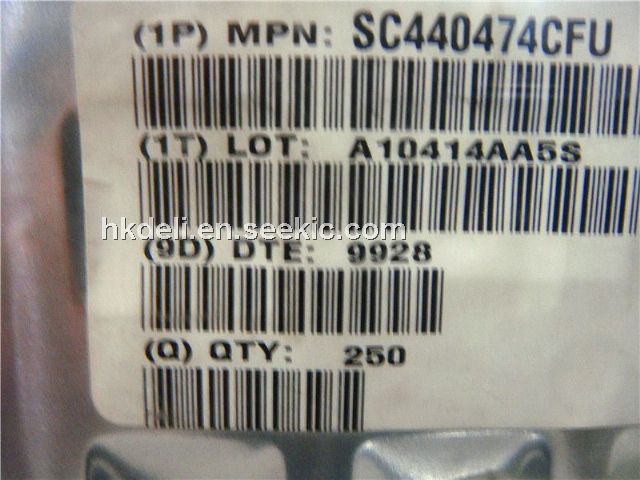 (1P) MPN: SC440474CFU
(1T) LOT: A10414AA5S
hkdeli.en.seekic.com
(9D) DTE: 9928
(Q) QTY: 250